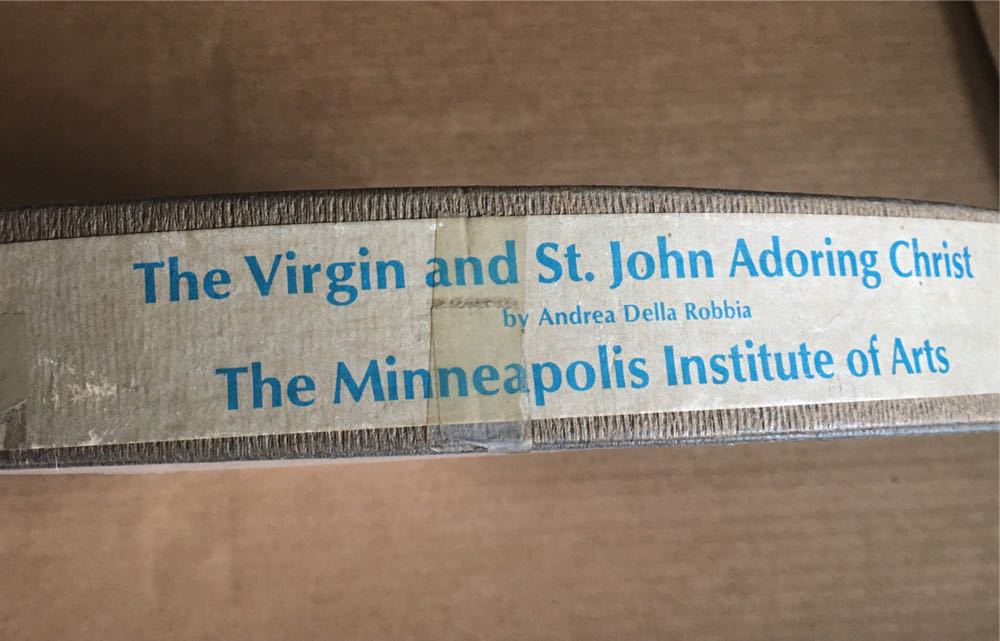 The Virgin and St. John Adoring Christ
by Andrea Della Robbia
The Minneapolis Institute of Arts